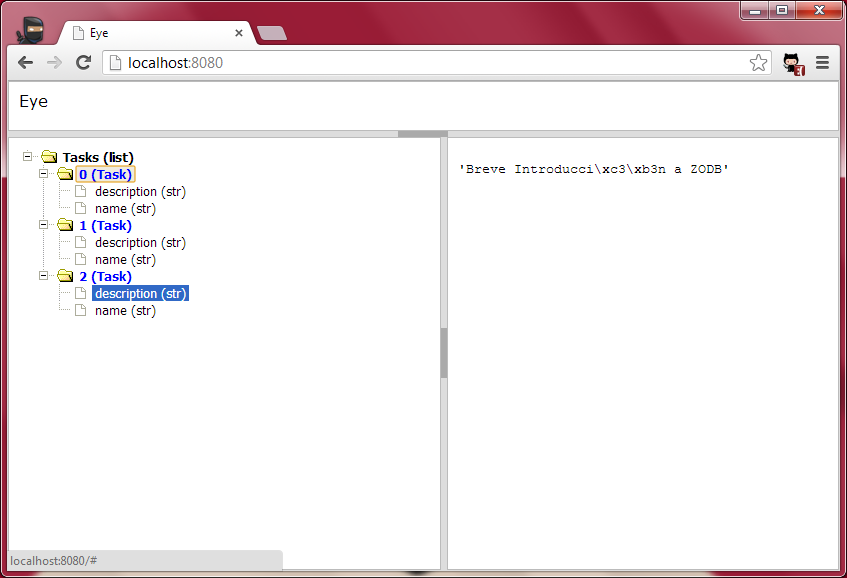 Eye
localhost:8080
Eye
Tasks (list)
0 (Task)
description (str)
name (str)
1 (Task)
description (str)
name (str)
2 (Task)
description (str)
name (str)
'Breve Introducci\xc3\xb3n a ZODB'
localhost:8080/#